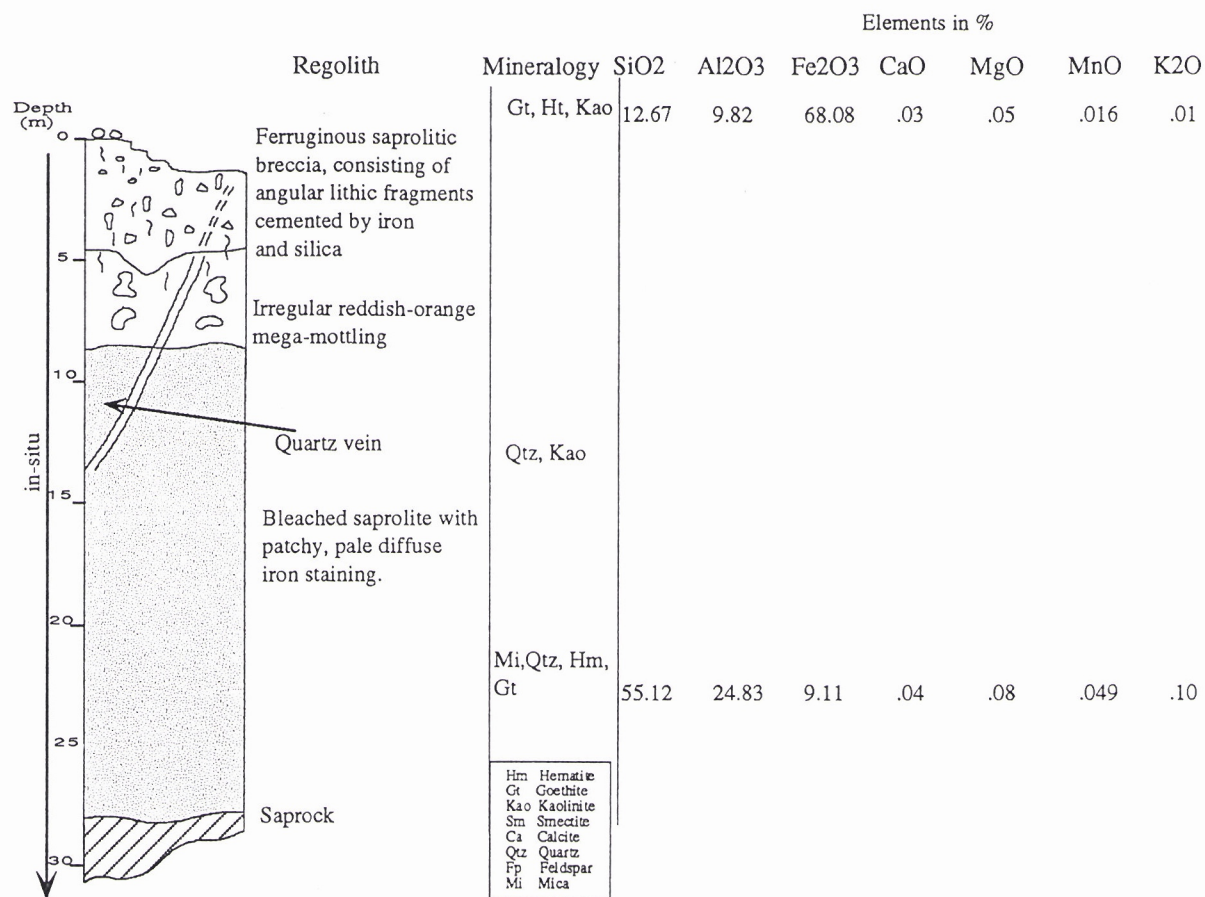 Elements in %
Regolith
Mineralogy
SiO2 Al2O3 Fe2O3 CaO MgO MnO K2O
Depth
(m)
Gt, Ht, Kao
12.67 9.82 68.08 .03 .05 .016 .01
0
Ferruginous saprolitic
breccia, consisting of
angular lithic fragments
cemented by iron
and silica
5
Irregular reddish-orange
mega-mottling
10
Quartz vein
Qtz, Kao
in-situ
15
Bleached saprolite with
patchy, pale diffuse
iron staining.
20
Mi,Qtz, Hm,
Gt
55.12 24.83 9.11 .04 .08 .049 .10
25
Saprock
30
Hm Hematite
Gt Goethite
Kao Kaolinite
Sm Smectite
Ca Calcite
Qtz Quartz
Fp Feldspar
Mi Mica